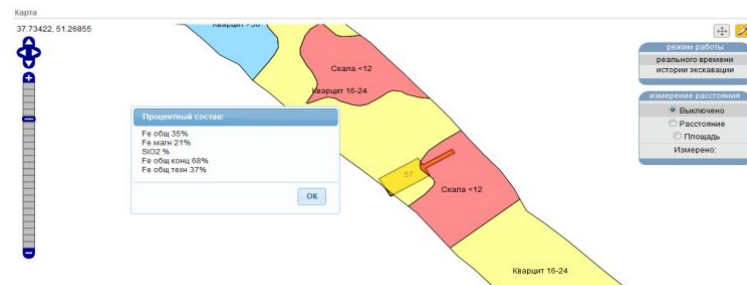 Карта
37.73422, 51.26855
Кварцит >30
режим работы
реального времени
истории экскавации
Скала <12
Кварцит 16-24
измерение расстояния
Выключено
Расстояние
Площадь
Измерено:
Процентный состав:
Fe общ 35%
Fe магн 21%
SiO2 %
Fe общ конц 68%
Fe общ техн 37%
OK
57
Скала <12
Кварцит 16-24